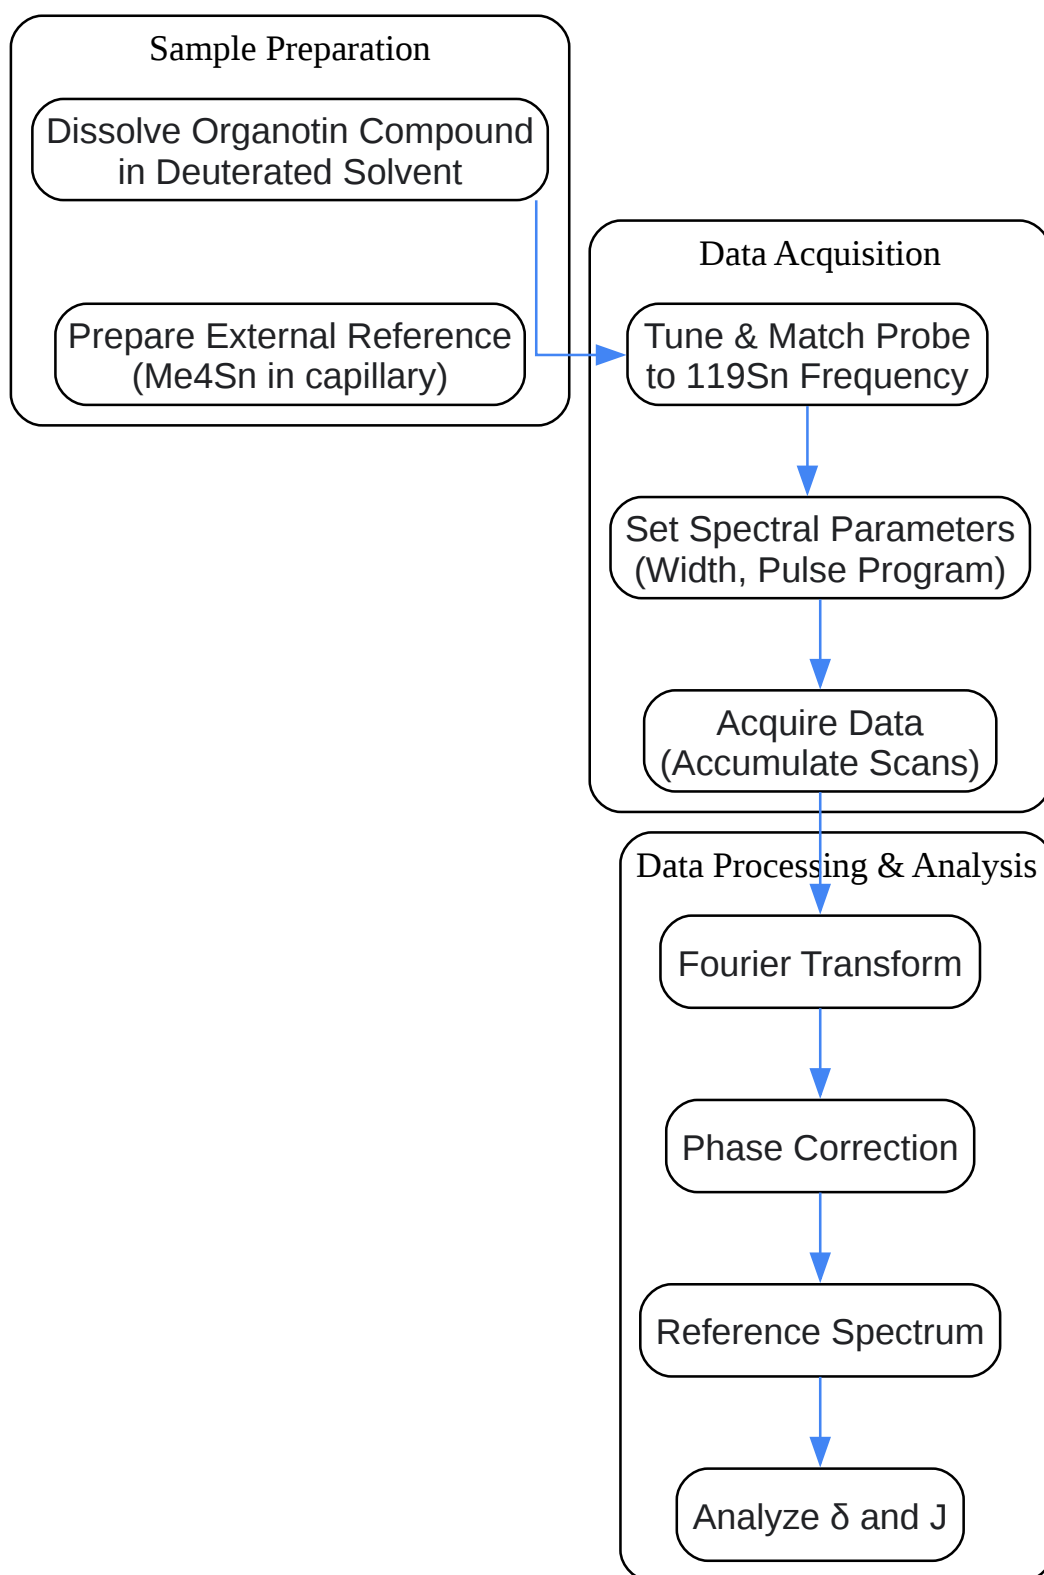 Sample Preparation
Dissolve Organotin Compound
in Deuterated Solvent
Prepare External Reference
(Me4Sn in capillary)
Data Acquisition
Tune & Match Probe
to 119Sn Frequency
Set Spectral Parameters
(Width, Pulse Program)
Acquire Data
(Accumulate Scans)
Data Processing & Analysis
Fourier Transform
Phase Correction
Reference Spectrum
Analyze δ and J